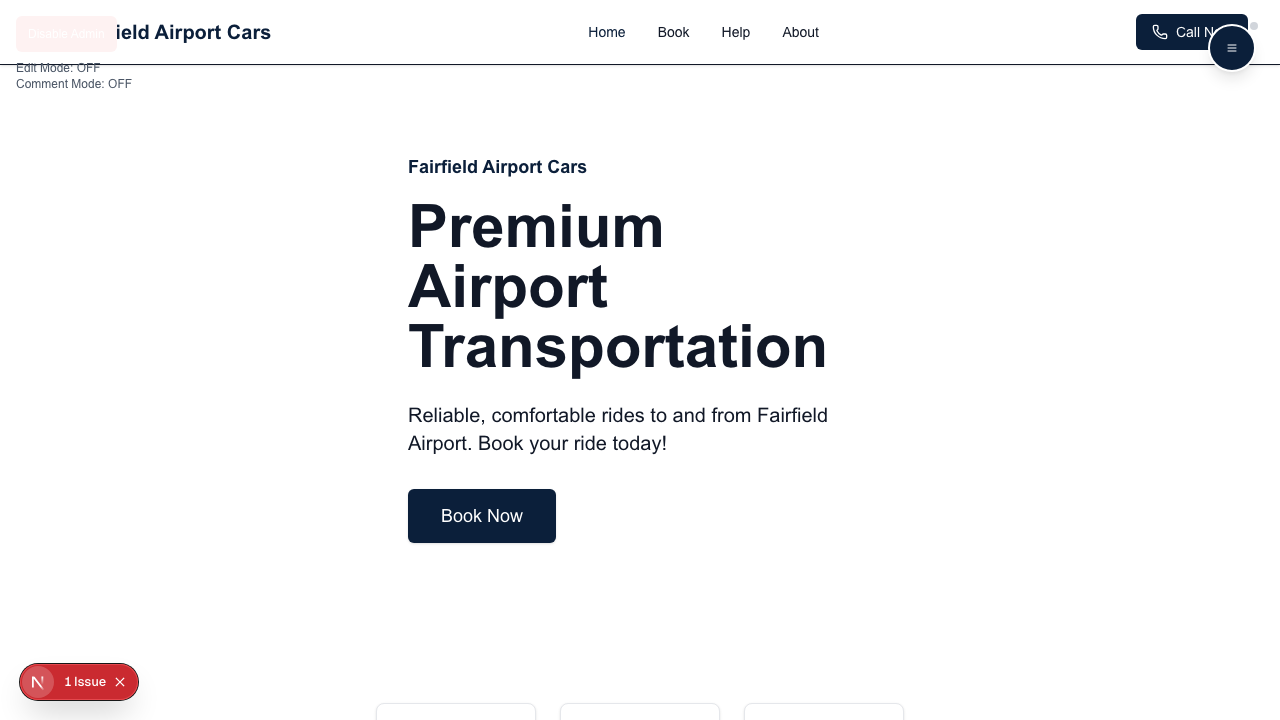 Disable Admin
field Airport Cars
Home
Book
Help
About
Call N
Edit Mode: OFF
Comment Mode: OFF
Fairfield Airport Cars
Premium
Airport
Transportation
Reliable, comfortable rides to and from Fairfield
Airport. Book your ride today!
Book Now
N
1 Issue